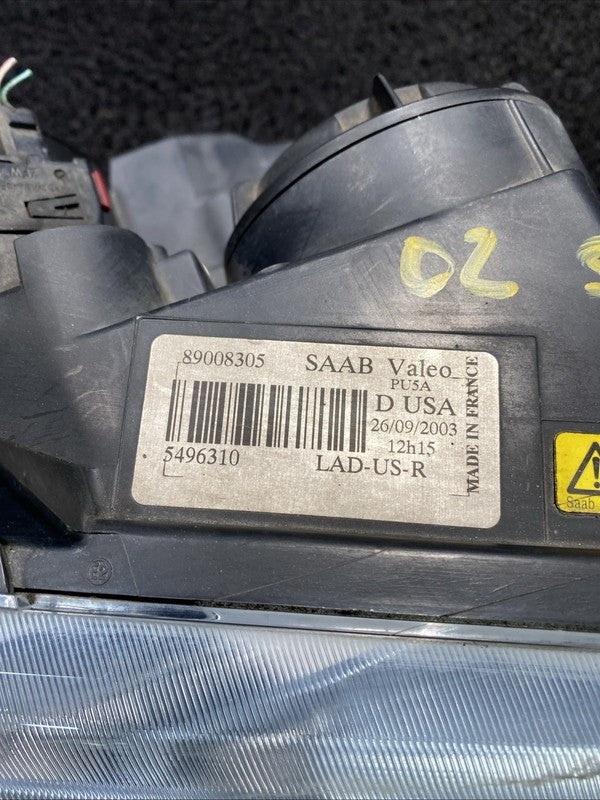 02 S
89008305 SAAB Valeo
PU5A
D USA
26/09/2003
12h15
5496310 LAD-US-R
MADE IN FRANCE
Saab